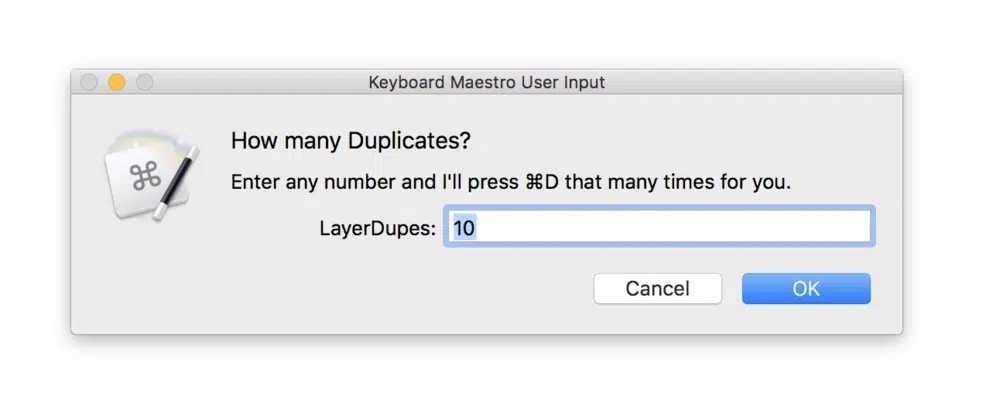 Keyboard Maestro User Input
How many Duplicates?
Enter any number and I'll press ⌘D that many times for you.
LayerDupes: 10
Cancel OK